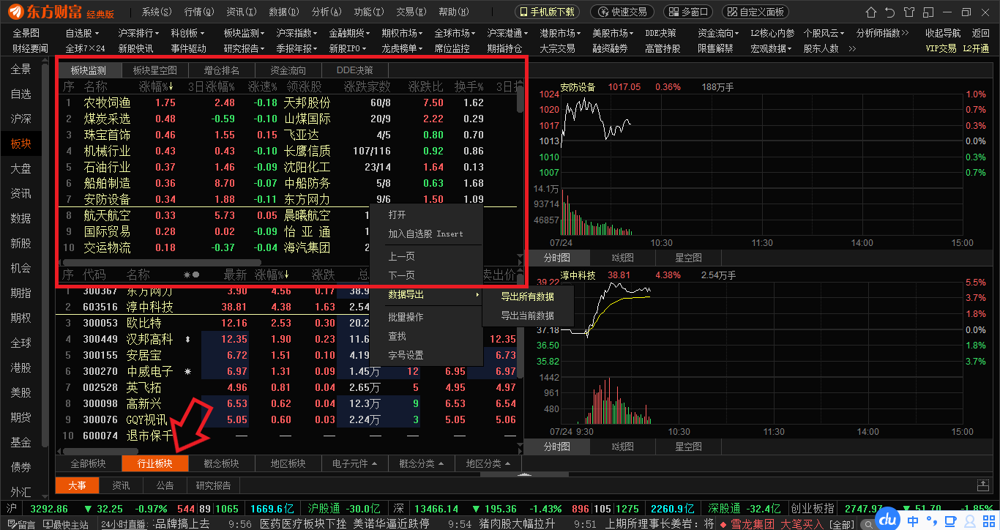 东方财富 经典版 系统(S) 行情(Q) 资讯(I) 数据(D) 分析(A) 功能(T) 交易(E) 帮助(H) 手机版下载 快速交易 多窗口 自定义面板
全景图 自选股 沪深排行 科创板 板块监测 沪深指数 金融期货 期权市场 全球市场 沪深港通 港股市场 美股市场 DDE决策 资金流向 L2核心内参 个股风云 分析师指数>> 收起导航 返回
财经要闻 全球7×24 新股快讯 事件驱动 研究报告 季报年报 新股IPO 龙虎榜单 席位监控 期指持仓 大宗交易 融资融券 高管持股 限售解禁 宏观数据 股东人数 >> VIP交易 L2开通
全景
自选
沪深
板块
大盘
资讯
数据
新股
机会
期指
期权
全球
港股
美股
期货
基金
债券
外汇
板块监测 板块星空图 增仓排名 资金流向 DDE决策
序 名称 涨幅%↓ 3日涨幅% 涨速% 领涨股 涨跌家数 涨跌比 换手% 3日
1 农牧饲渔 1.75 2.48 -0.18 天邦股份 60/8 7.50 1.62
2 煤炭采选 0.48 -0.59 -0.10 山煤国际 20/9 2.22 0.29
3 珠宝首饰 0.46 1.55 0.15 飞亚达 4/5 0.80 0.70
4 机械行业 0.43 0.43 -0.10 长鹰信质 107/116 0.92 0.86
5 石油行业 0.37 1.46 -0.09 沈阳化工 23/14 1.64 0.13
6 船舶制造 0.36 8.70 -0.07 中船防务 5/8 0.63 1.68
7 安防设备 0.34 1.88 -0.11 东方网力 9/6 1.50 1.09
8 航天航空 0.33 5.73 0.05 晨曦航空 1
9 国际贸易 0.28 0.02 -0.09 怡亚通 1
10 交运物流 0.18 -0.37 -0.04 海汽集团 2
打开
加入自选股 Insert
上一页
下一页
数据导出
批量操作
查找
字号设置
导出所有数据
导出当前数据
序 代码 名称 最新 涨幅%↓ 涨跌 总 卖出价
1 300367 东方网力 3.90 4.56 0.17 38.9
2 603516 淳中科技 38.81 4.38 1.63 2.54
3 300053 欧比特 12.16 2.53 0.30 20.2
4 300449 汉邦高科 12.35 1.90 0.23 11.6 12.35
5 300155 安居宝 6.72 1.51 0.10 4.19 6.73
6 300270 中威电子 6.97 1.31 0.09 1.45万 12 6.95 6.97
7 002528 英飞拓 4.96 0.81 0.04 2.65万 5 4.95 4.97
8 300098 高新兴 6.53 0.62 0.04 12.3万 9 6.53 6.54
9 300076 GQY视讯 5.05 0.60 0.03 2.24万 3 5.05 5.06
10 600074 退市保千 — — — — — — —
全部板块 行业板块 概念板块 地区板块 电子元件 概念分类 地区分类
大事 资讯 公告 研究报告
安防设备 1017.05 0.36% 188万手
1024 1.0%
1020 0.7%
1017 0.3%
1013 0.0%
1010 0.3%
1007 0.7%
14.1万
93714
46857
07/24 10:30 11:30 14:00 15:00
分时图 K线图 星空图
淳中科技 38.81 4.38% 2.54万手
39.22 5.5%
3.7%
1.8%
37.18 0.0%
36.50 1.8%
35.82 3.7%
1442
961
480
07/24 9:30 10:30 11:30 14:00 15:00
分时图 K线图 星空图
沪 3292.86 ▼ 32.25 -0.97% 544 89 1065 1669.6亿 沪股通 -30.0亿 深 13466.14 ▼ 195.36 -1.43% 896 105 1275 2260.9亿 深股通 -32.4亿 创业板指 2747.97 ▼ 51.70 -1.85%
留言 最快主站 24小时直播: 品牌搞上去 9:56 医药医疗板块下挫 美诺华逼近跌停 9:54 猪肉股大幅拉升 9:51 上期所理事长姜岩: 将 雪龙集团 大笔买入 [全部] du 中